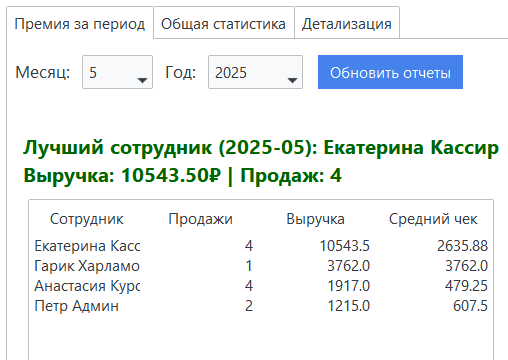 Премия за период Общая статистика Детализация
Месяц: 5 Год: 2025 Обновить отчеты
Лучший сотрудник (2025-05): Екатерина Кассир
Выручка: 10543.50₽ | Продаж: 4
Сотрудник Продажи Выручка Средний чек
Екатерина Касс 4 10543.5 2635.88
Гарик Харламо 1 3762.0 3762.0
Анастасия Курс 4 1917.0 479.25
Петр Админ 2 1215.0 607.5